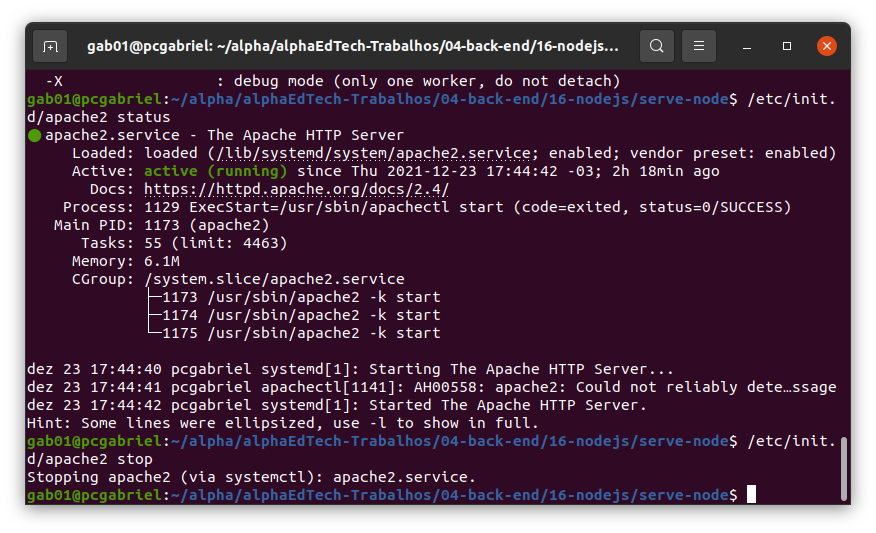 gab01@pcgabriel: ~/alpha/alphaEdTech-Trabalhos/04-back-end/16-nodejs...
-X                 : debug mode (only one worker, do not detach)
gab01@pcgabriel:~/alpha/alphaEdTech-Trabalhos/04-back-end/16-nodejs/serve-node$ /etc/init.
d/apache2 status
● apache2.service - The Apache HTTP Server
Loaded: loaded (/lib/systemd/system/apache2.service; enabled; vendor preset: enabled)
Active: active (running) since Thu 2021-12-23 17:44:42 -03; 2h 18min ago
Docs: https://httpd.apache.org/docs/2.4/
Process: 1129 ExecStart=/usr/sbin/apachectl start (code=exited, status=0/SUCCESS)
Main PID: 1173 (apache2)
Tasks: 55 (limit: 4463)
Memory: 6.1M
CGroup: /system.slice/apache2.service
├─1173 /usr/sbin/apache2 -k start
├─1174 /usr/sbin/apache2 -k start
└─1175 /usr/sbin/apache2 -k start
dez 23 17:44:40 pcgabriel systemd[1]: Starting The Apache HTTP Server...
dez 23 17:44:41 pcgabriel apachectl[1141]: AH00558: apache2: Could not reliably dete…ssage
dez 23 17:44:42 pcgabriel systemd[1]: Started The Apache HTTP Server.
Hint: Some lines were ellipsized, use -l to show in full.
gab01@pcgabriel:~/alpha/alphaEdTech-Trabalhos/04-back-end/16-nodejs/serve-node$ /etc/init.
d/apache2 stop
Stopping apache2 (via systemctl): apache2.service.
gab01@pcgabriel:~/alpha/alphaEdTech-Trabalhos/04-back-end/16-nodejs/serve-node$